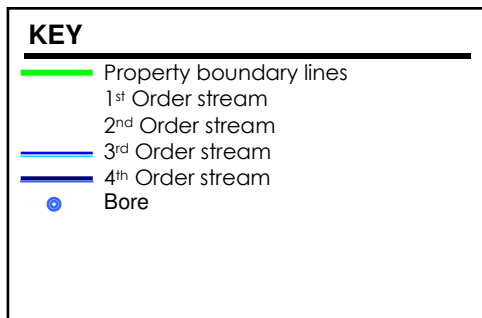 KEY
Property boundary lines
1st Order stream
2nd Order stream
3rd Order stream
4th Order stream
Bore